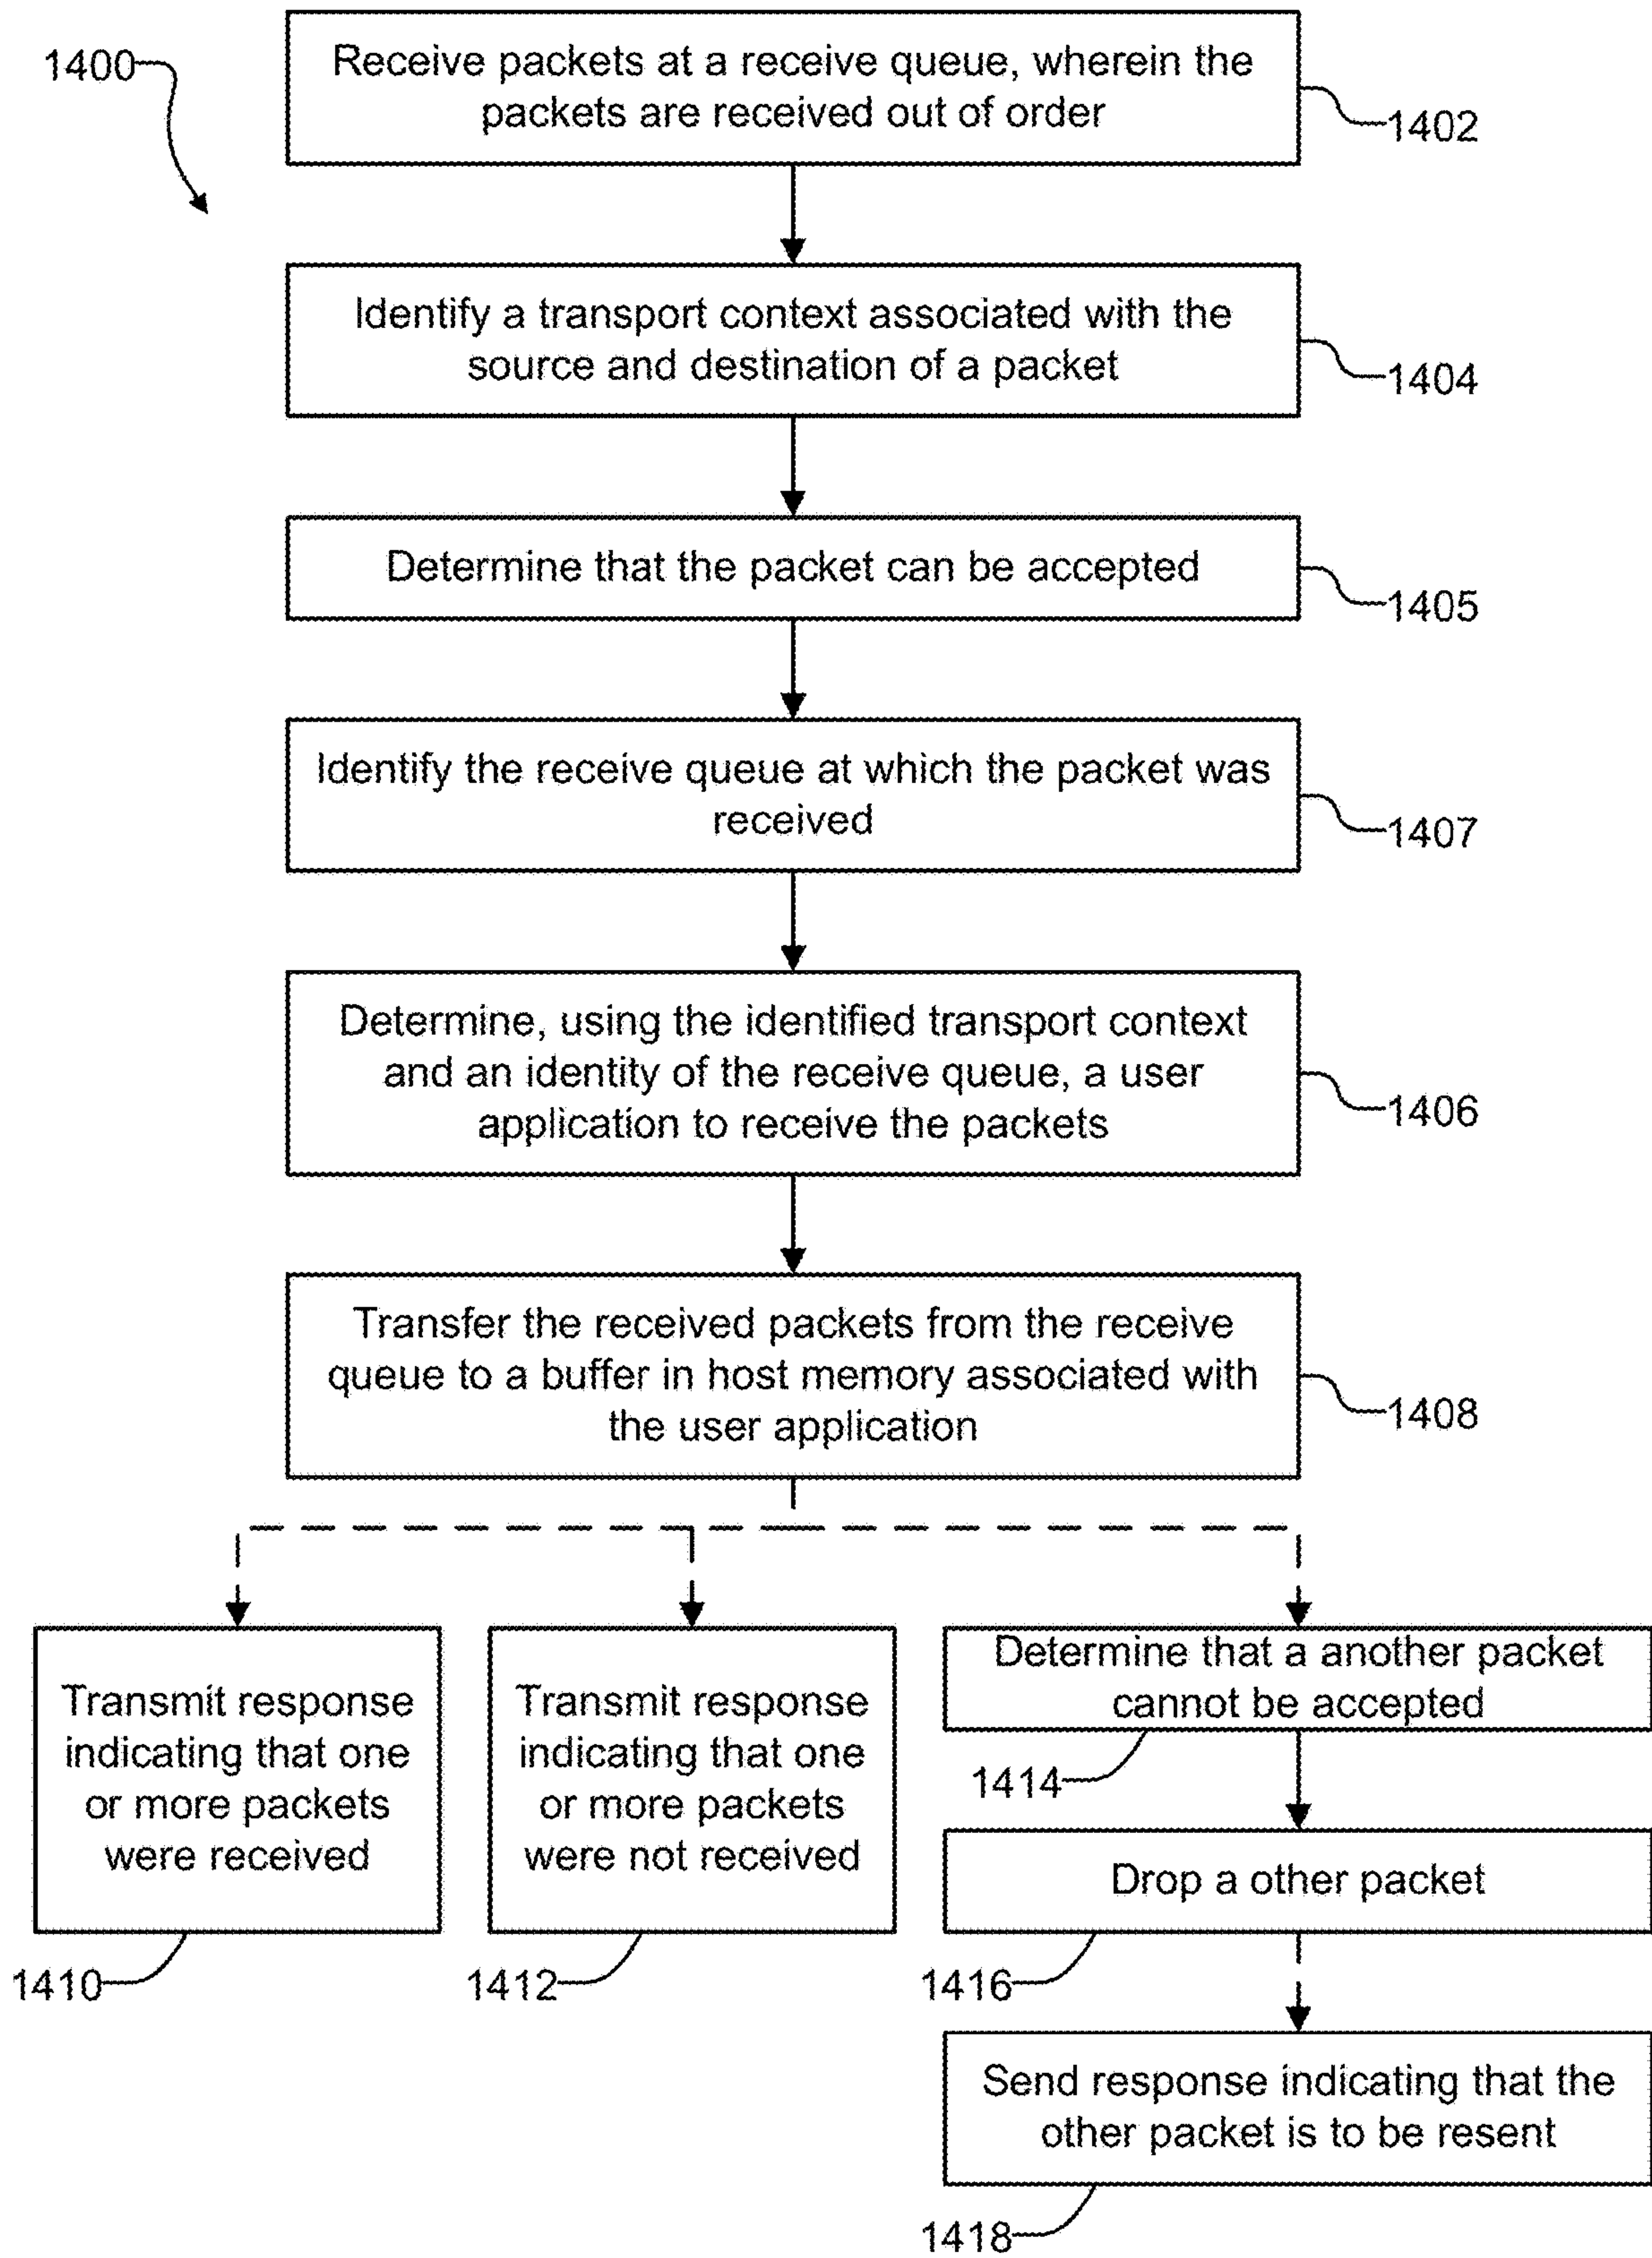 1400
Receive packets at a receive queue, wherein the
packets are received out of order
1402
Identify a transport context associated with the
source and destination of a packet
1404
Determine that the packet can be accepted
1405
Identify the receive queue at which the packet was
received
1407
Determine, using the identified transport context
and an identity of the receive queue, a user
application to receive the packets
1406
Transfer the received packets from the receive
queue to a buffer in host memory associated with
the user application
1408
Transmit response
indicating that one
or more packets
were received
1410
Transmit response
indicating that one
or more packets
were not received
1412
Determine that a another packet
cannot be accepted
1414
Drop a other packet
1416
Send response indicating that the
other packet is to be resent
1418